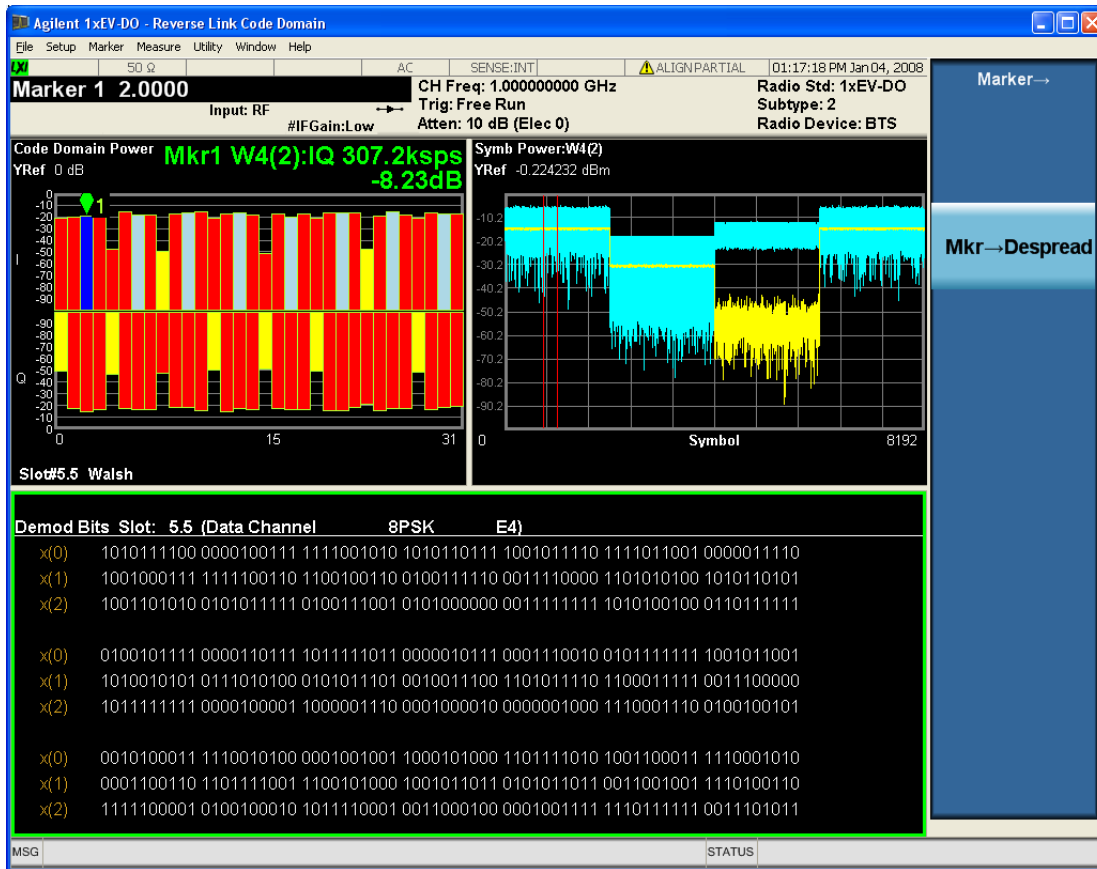 Agilent 1xEV-DO - Reverse Link Code Domain
File Setup Marker Measure Utility Window Help
LXI 50 Ω AC SENSE:INT ALIGN PARTIAL 01:17:18 PM Jan 04, 2008
Marker 1 2.0000
Input: RF
#IFGain:Low
CH Freq: 1.000000000 GHz
Trig: Free Run
Atten: 10 dB (Elec 0)
Radio Std: 1xEV-DO
Subtype: 2
Radio Device: BTS
Marker→
Mkr→Despread
Code Domain Power
Mkr1 W4(2):IQ 307.2ksps
-8.23dB
YRef 0 dB
1
0
-10
-20
-30
-40
-50
-60
-70
-80
-90
I
-90
-80
-70
-60
-50
-40
-30
-20
-10
0
Q
0 15 31
Slot#5.5 Walsh
Symb Power:W4(2)
YRef -0.224232 dBm
-10.2
-20.2
-30.2
-40.2
-50.2
-60.2
-70.2
-80.2
-90.2
0 Symbol 8192
Demod Bits Slot: 5.5 (Data Channel 8PSK E4)
x(0) 1010111100 0000100111 1111001010 1010110111 1001011110 1111011001 0000011110
x(1) 1001000111 1111100110 1100100110 0100111110 0011110000 1101010100 1010110101
x(2) 1001101010 0101011111 0100111001 0101000000 0011111111 1010100100 0110111111
x(0) 0100101111 0000110111 1011111011 0000010111 0001110010 0101111111 1001011001
x(1) 1010010101 0111010100 0101011101 0010011100 1101011110 1100011111 0011100000
x(2) 1011111111 0000100001 1000001110 0001000010 0000001000 1110001110 0100100101
x(0) 0010100011 1110010100 0001001001 1000101000 1101111010 1001100011 1110001010
x(1) 0001100110 1101111001 1100101000 1001011011 0101011011 0011001001 1110100110
x(2) 1111100001 0100100010 1011110001 0011000100 0001001111 1110111111 0011101011
MSG STATUS